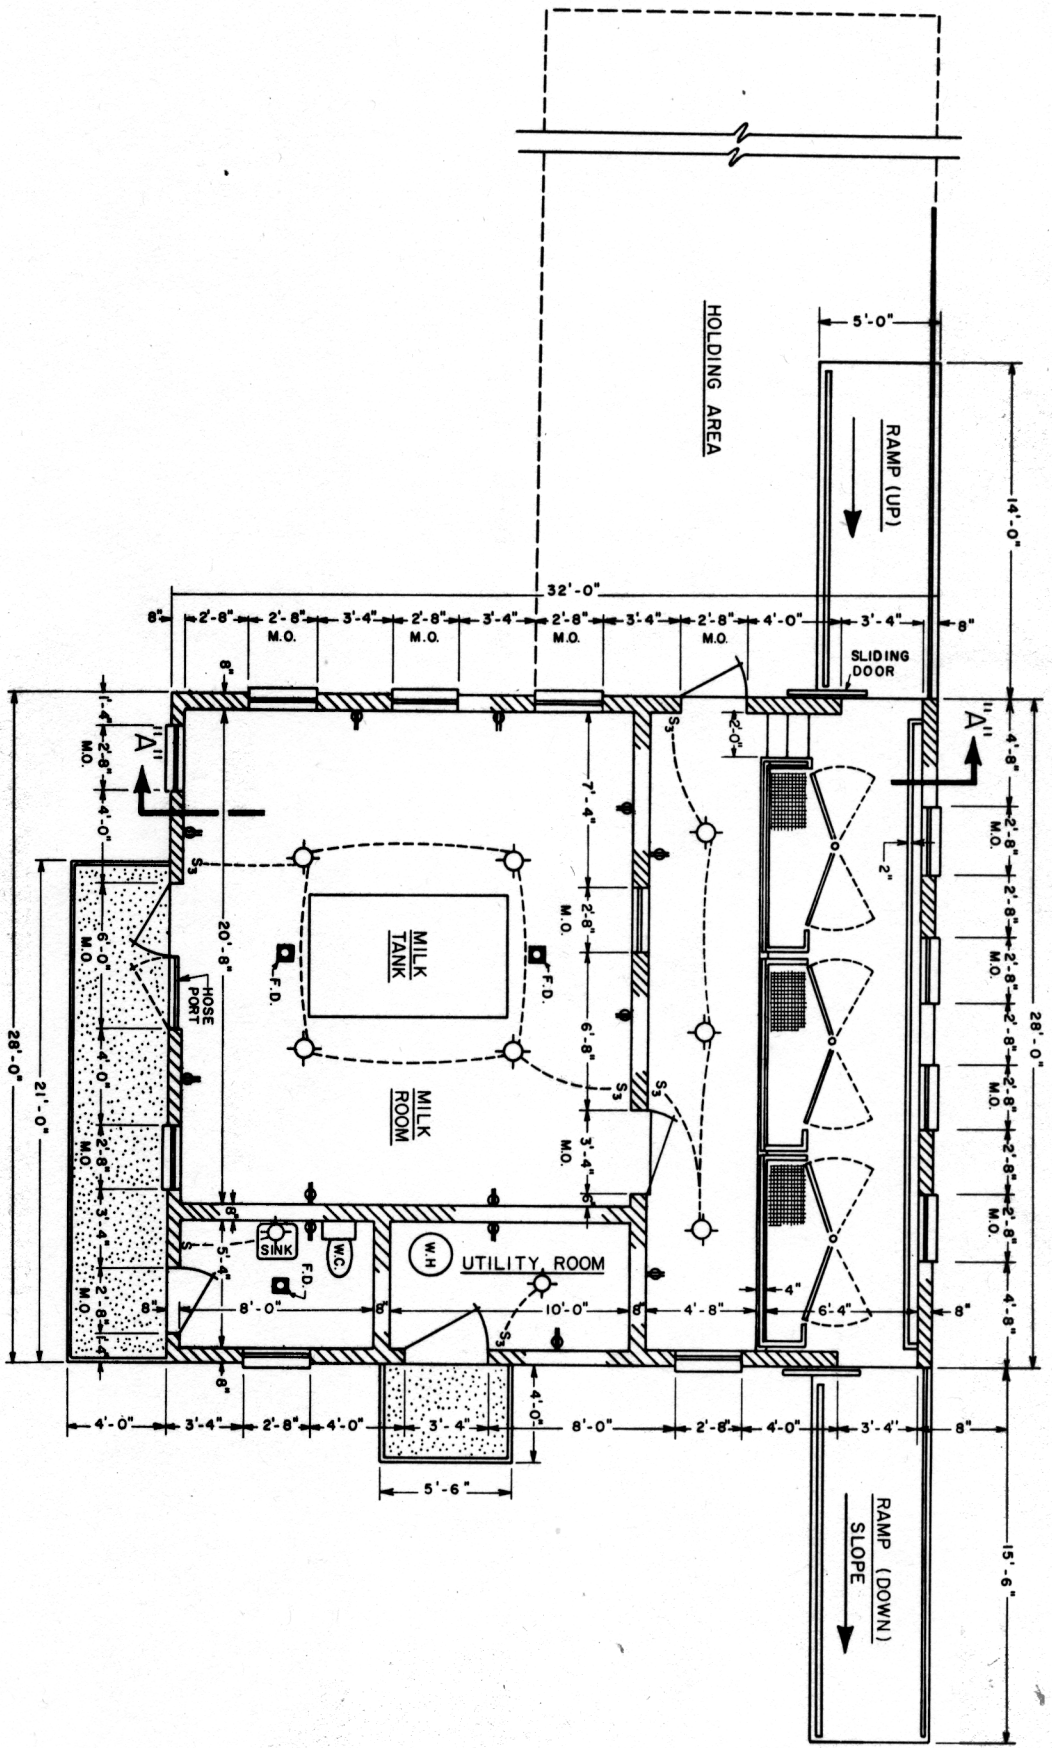 HOLDING AREA
5'-0"
RAMP (UP)
14'-0"
32'-0"
8"
2'-8"
2'-8"
M.O.
3'-4"
2'-8"
M.O.
3'-4"
2'-8"
M.O.
3'-4"
2'-8"
M.O.
4'-0"
3'-4"
8"
SLIDING
DOOR
8"
1'-4"
2'-8"
M.O.
4'-0"
6'-0"
M.O.
4'-0"
2'-8"
M.O.
3'-4"
2'-8"
M.O.
1'-4"
28'-0"
21'-0"
"A"
"A"
S3
2'-0"
7'-4"
2'-8"
M.O.
6'-8"
3'-4"
M.O.
6"
S3
20'-8"
MILK
TANK
F.D.
F.D.
HOSE
PORT
MILK
ROOM
S3
S3
2"
4'-8"
2'-8"
M.O.
2'-8"
2'-8"
M.O.
2'-8"
2'-8"
M.O.
2'-8"
2'-8"
M.O.
4'-8"
28'-0"
8"
5'-4"
S
SINK
W.C.
F.D.
W.H
UTILITY ROOM
S3
8"
8'-0"
8"
10'-0"
8"
4'-8"
4"
6'-4"
8"
8"
4'-0"
3'-4"
2'-8"
4'-0"
3'-4"
4'-0"
8'-0"
2'-8"
4'-0"
3'-4"
8"
5'-6"
RAMP (DOWN)
SLOPE
15'-6"